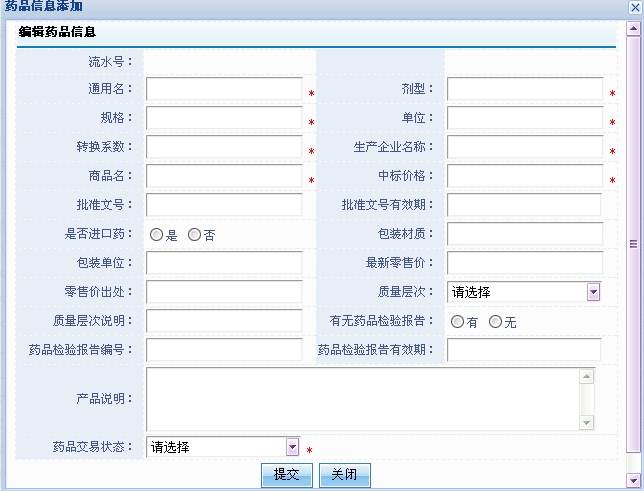 药品信息添加
编辑药品信息
流水号：
通用名： * 剂型： *
规格： * 单位： *
转换系数： * 生产企业名称： *
商品名： * 中标价格： *
批准文号： 批准文号有效期：
是否进口药： 是 否 包装材质：
包装单位： 最新零售价：
零售价出处： 质量层次： 请选择
质量层次说明： 有无药品检验报告： 有 无
药品检验报告编号： 药品检验报告有效期：
产品说明：
药品交易状态： 请选择 *
提交 关闭